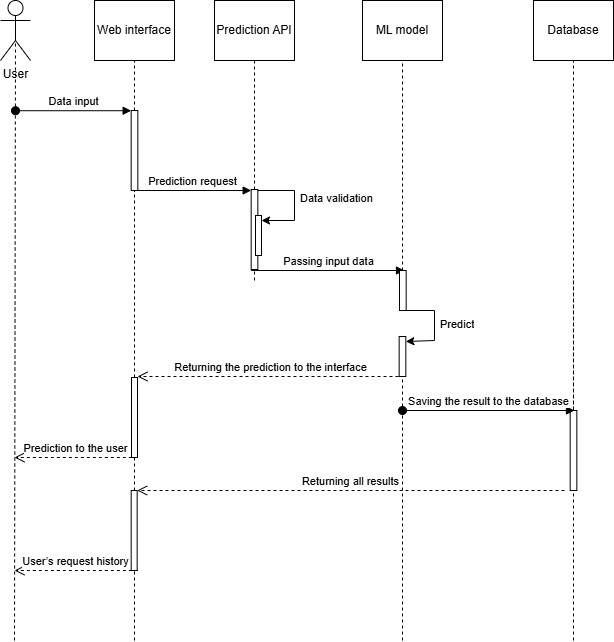 Web interface
Prediction API
ML model
Database
User
Data input
Prediction request
Data validation
Passing input data
Predict
Returning the prediction to the interface
Saving the result to the database
Prediction to the user
Returning all results
User's request history